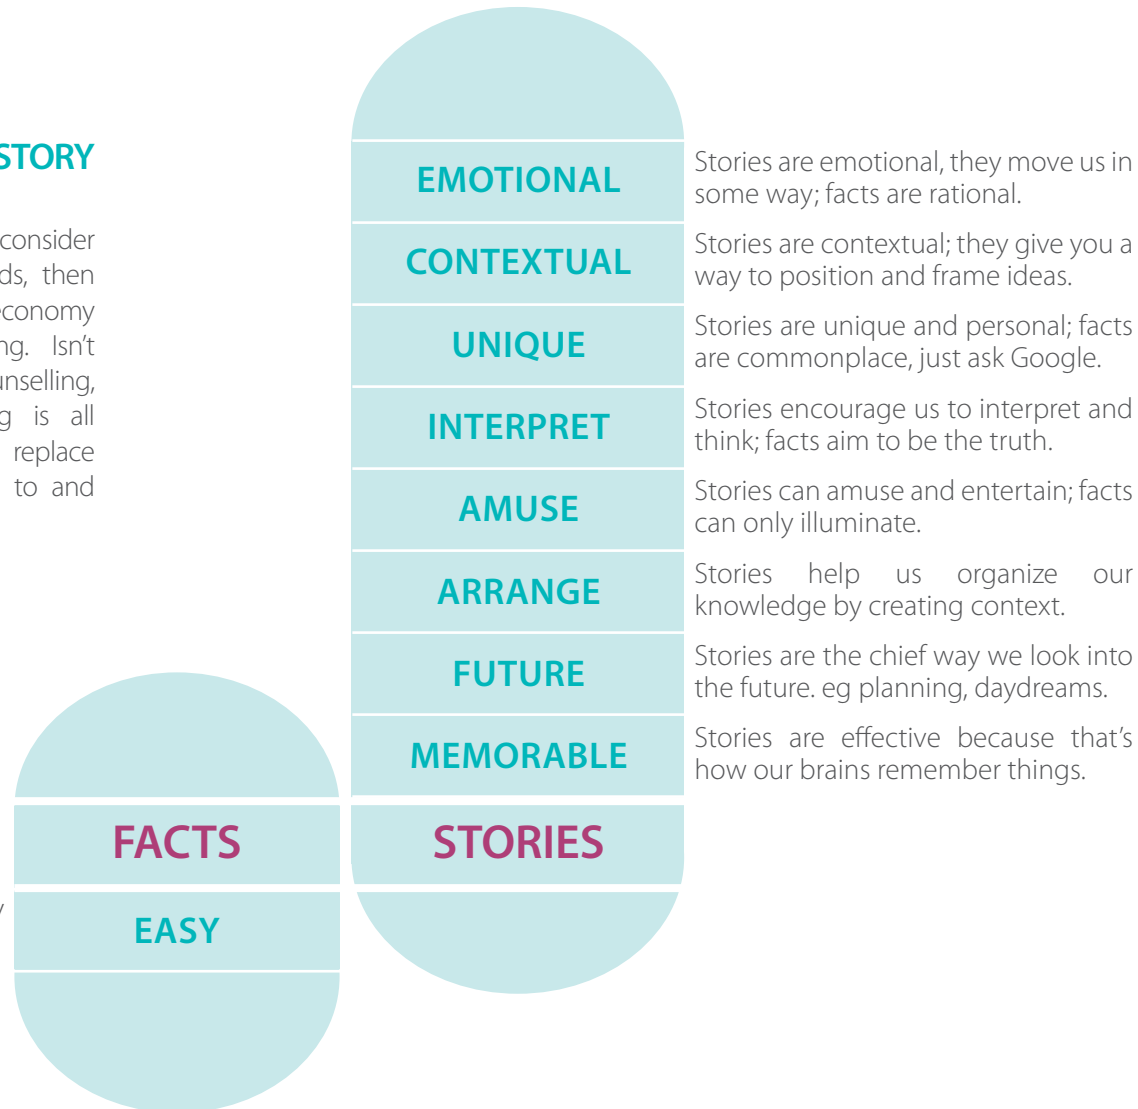 STORY
consider
ds, then
economy
ng. Isn’t
unselling,
g is all
replace
to and
EMOTIONAL
Stories are emotional, they move us in
some way; facts are rational.
CONTEXTUAL
Stories are contextual; they give you a
way to position and frame ideas.
UNIQUE
Stories are unique and personal; facts
are commonplace, just ask Google.
INTERPRET
Stories encourage us to interpret and
think; facts aim to be the truth.
AMUSE
Stories can amuse and entertain; facts
can only illuminate.
ARRANGE
Stories help us organize our
knowledge by creating context.
FUTURE
Stories are the chief way we look into
the future. eg planning, daydreams.
MEMORABLE
Stories are effective because that’s
how our brains remember things.
FACTS
STORIES
EASY